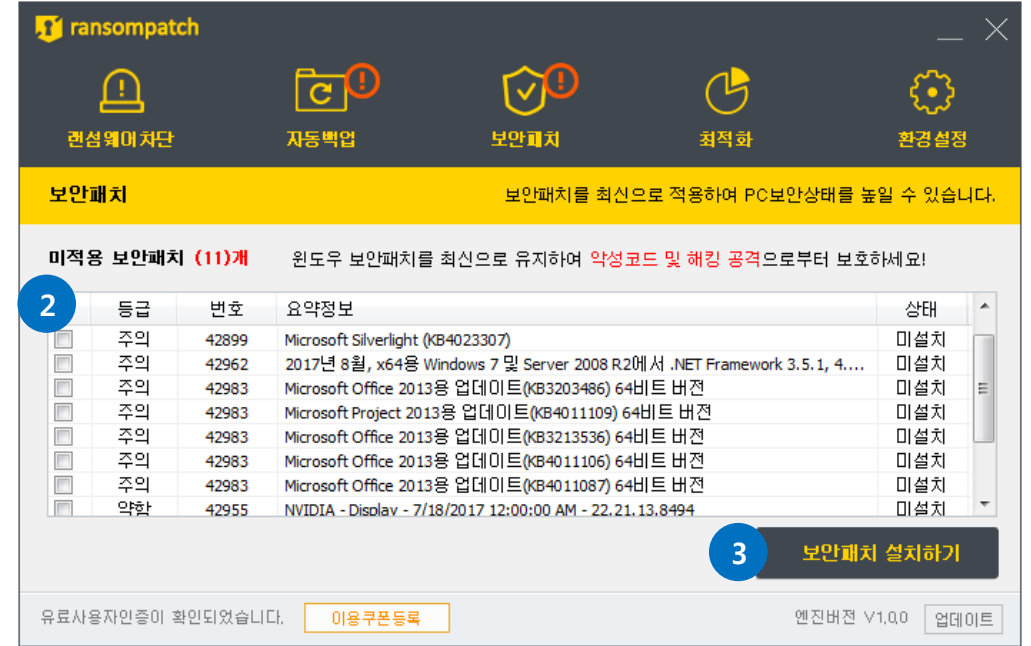 ransompatch
랜섬웨어차단 자동백업 보안패치 최적화 환경설정
보안패치 보안패치를 최신으로 적용하여 PC보안상태를 높일 수 있습니다.
미적용 보안패치 (11)개 윈도우 보안패치를 최신으로 유지하여 악성코드 및 해킹 공격으로부터 보호하세요!
2 등급 번호 요약정보 상태
주의 42899 Microsoft Silverlight (KB4023307) 미설치
주의 42962 2017년 8월, x64용 Windows 7 및 Server 2008 R2에서 .NET Framework 3.5.1, 4.... 미설치
주의 42983 Microsoft Office 2013용 업데이트(KB3203486) 64비트 버전 미설치
주의 42983 Microsoft Project 2013용 업데이트(KB4011109) 64비트 버전 미설치
주의 42983 Microsoft Office 2013용 업데이트(KB3213536) 64비트 버전 미설치
주의 42983 Microsoft Office 2013용 업데이트(KB4011106) 64비트 버전 미설치
주의 42983 Microsoft Office 2013용 업데이트(KB4011087) 64비트 버전 미설치
약함 42955 NVIDIA - Display - 7/18/2017 12:00:00 AM - 22.21.13.8494 미설치
3 보안패치 설치하기
유료사용자인증이 확인되었습니다. 이용쿠폰등록 엔진버전 V1.0.0 업데이트